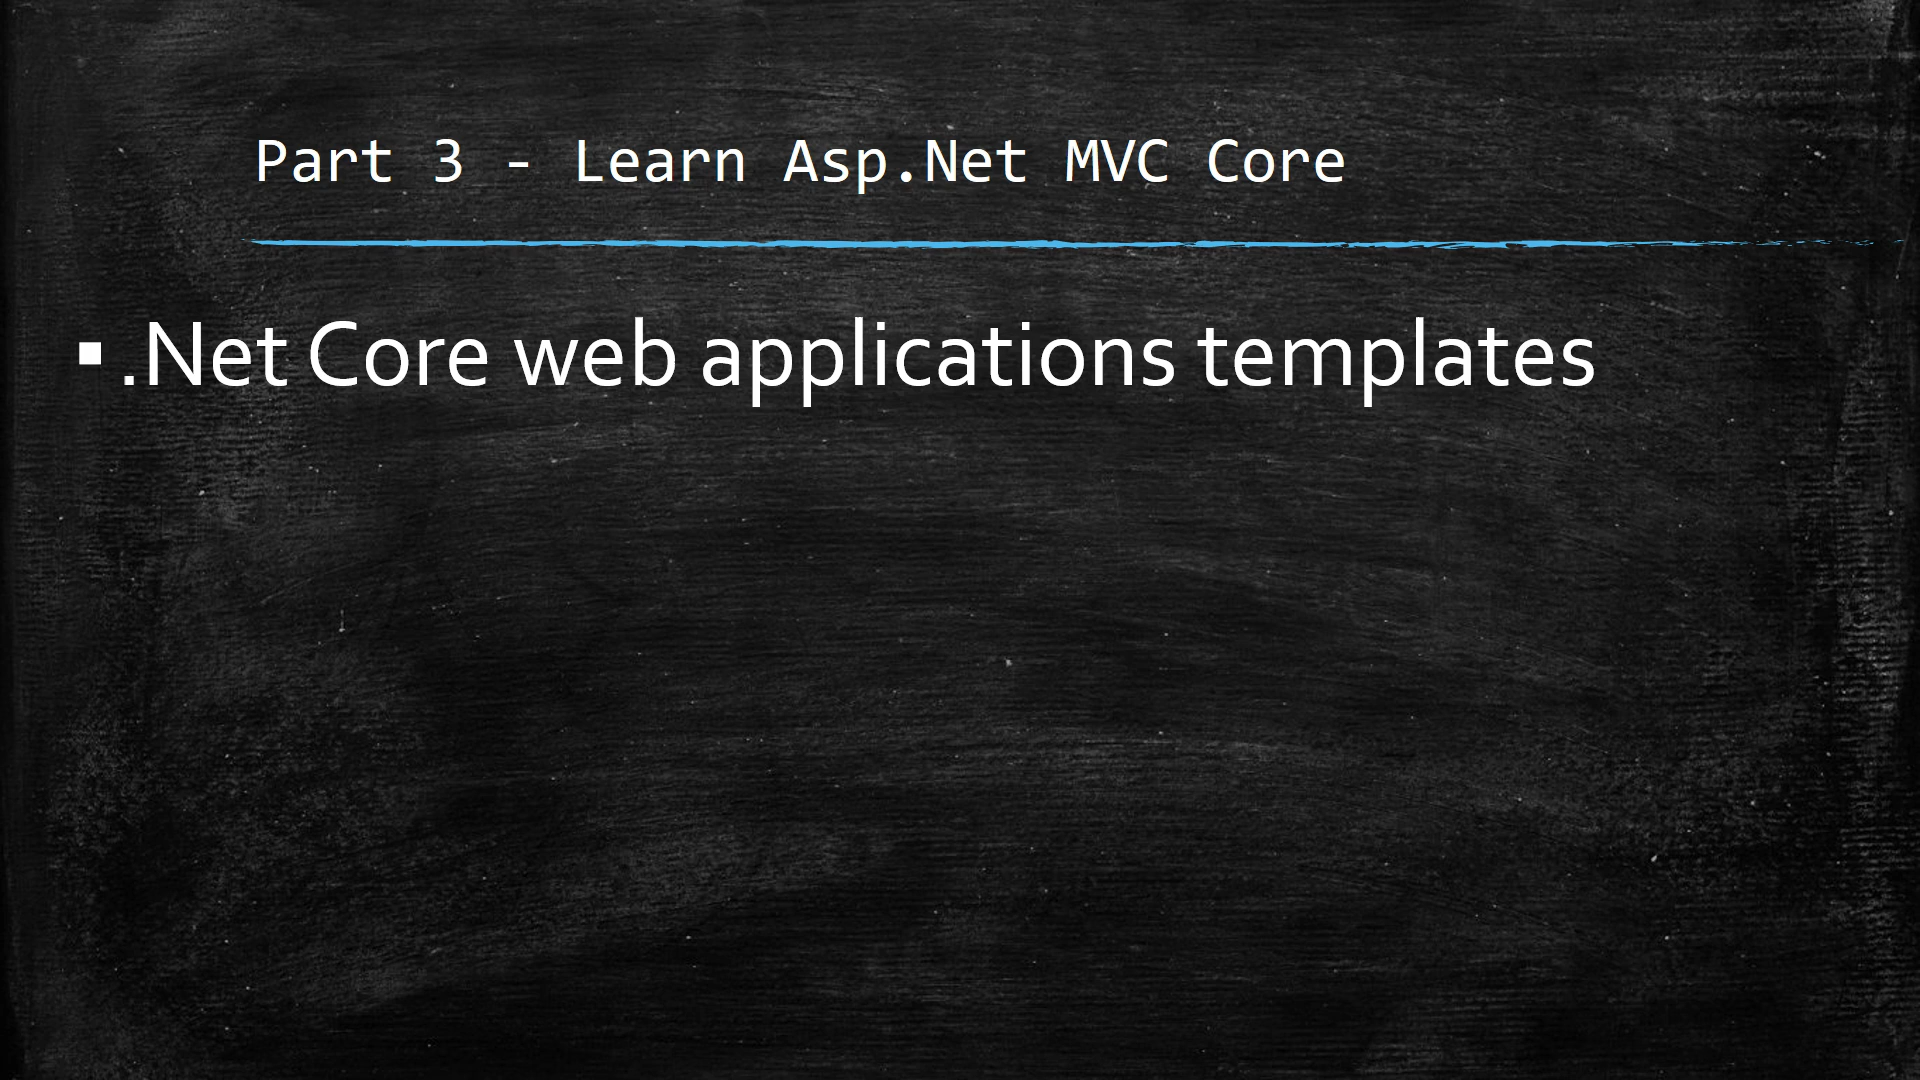 Part 3 - Learn Asp.Net MVC Core
▪ .Net Core web applications templates